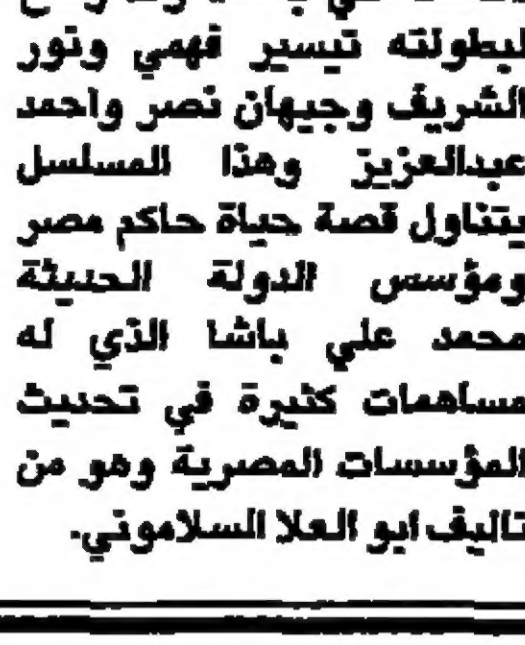 لبطولته تيسير فهمي ونور
الشريف وجيهان نصر واحمد
عبدالعزيز وهذا المسلسل
يتناول قصة حياة حاكم مصر
ومؤسس الدولة الحديثة
محمد علي باشا الذي له
مساهمات كثيرة في تحديث
المؤسسات المصرية وهو من
تاليف ابو العلا السلاموني.